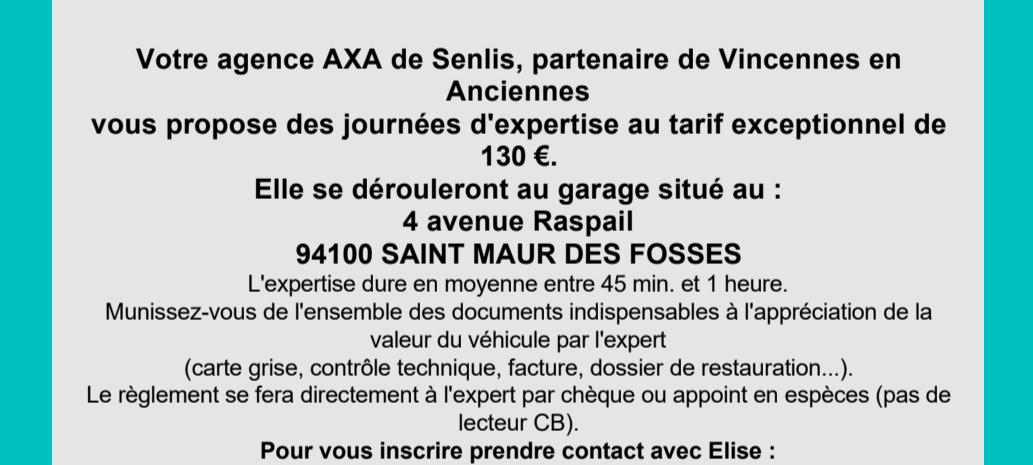 Votre agence AXA de Senlis, partenaire de Vincennes en
Anciennes
vous propose des journées d'expertise au tarif exceptionnel de
130 €.
Elle se dérouleront au garage situé au :
4 avenue Raspail
94100 SAINT MAUR DES FOSSES
L'expertise dure en moyenne entre 45 min. et 1 heure.
Munissez-vous de l'ensemble des documents indispensables à l'appréciation de la
valeur du véhicule par l'expert
(carte grise, contrôle technique, facture, dossier de restauration...).
Le règlement se fera directement à l'expert par chèque ou appoint en espèces (pas de
lecteur CB).
Pour vous inscrire prendre contact avec Elise :